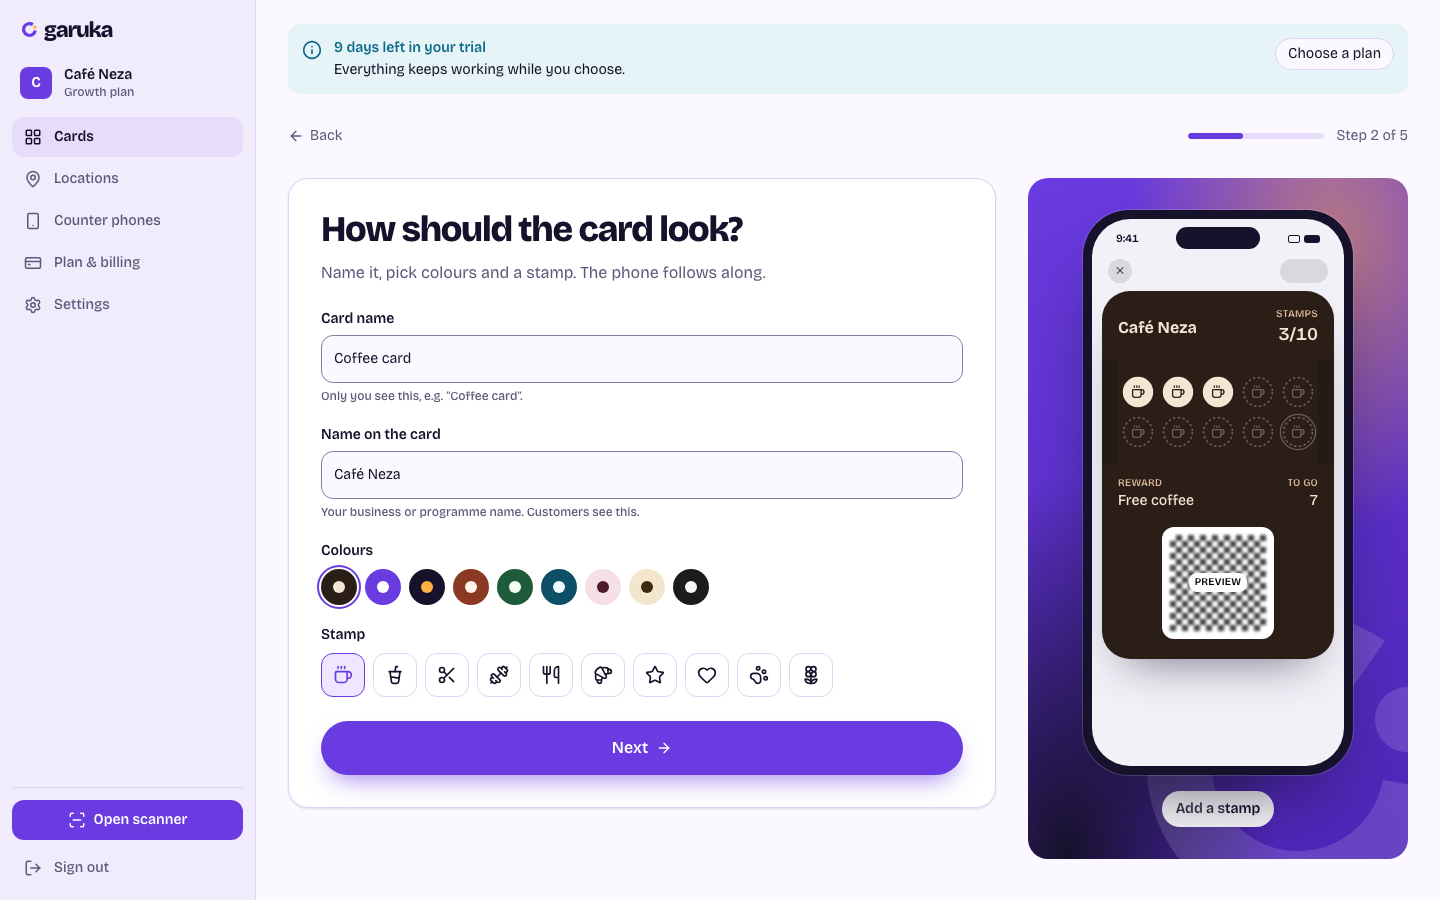 garuka
C
Café Neza
Growth plan
Cards
Locations
Counter phones
Plan & billing
Settings
Open scanner
Sign out
9 days left in your trial
Everything keeps working while you choose.
Choose a plan
Back
Step 2 of 5
How should the card look?
Name it, pick colours and a stamp. The phone follows along.
Card name
Coffee card
Only you see this, e.g. “Coffee card”.
Name on the card
Café Neza
Your business or programme name. Customers see this.
Colours
Stamp
Next
9:41
Café Neza
STAMPS
3/10
REWARD
TO GO
Free coffee
7
PREVIEW
Add a stamp